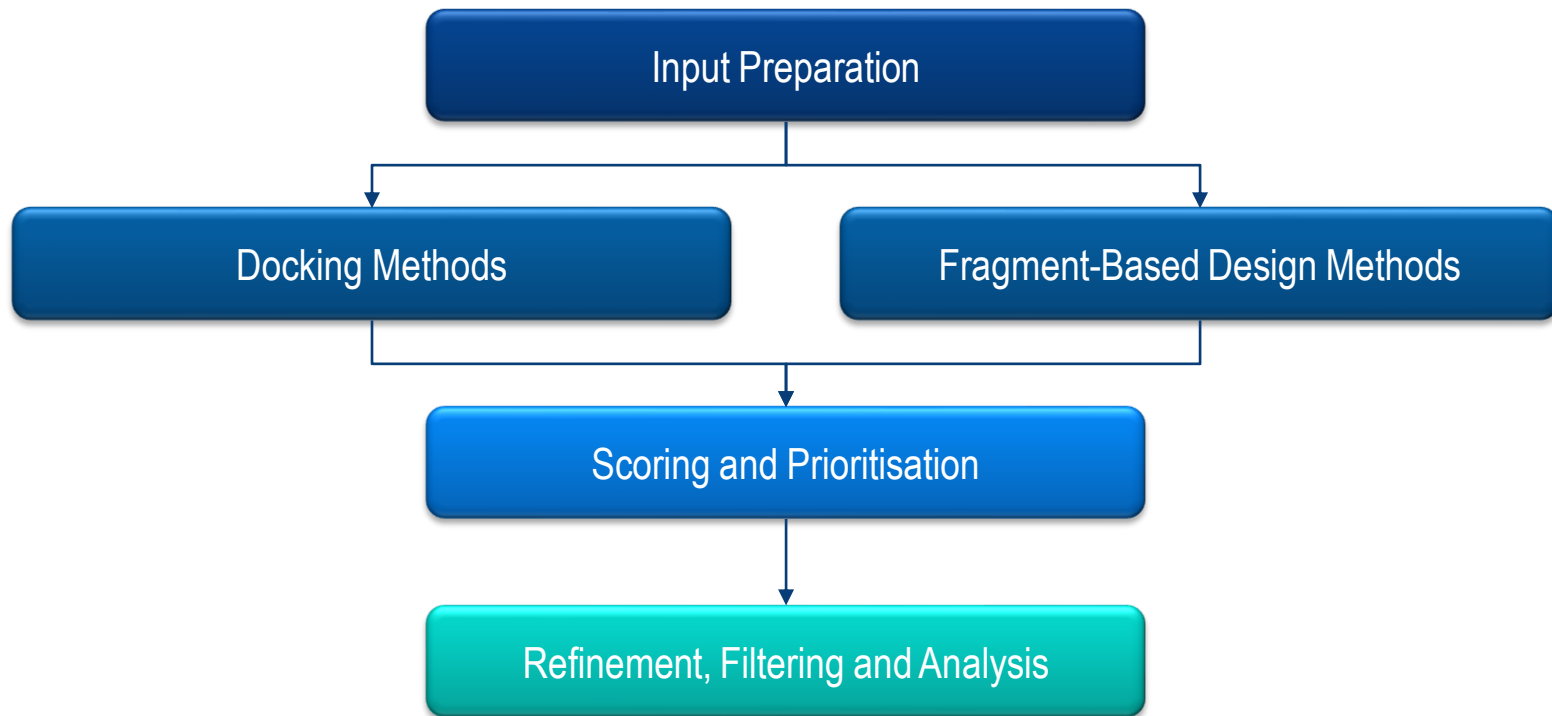 Input Preparation
Docking Methods
Fragment-Based Design Methods
Scoring and Prioritisation
Refinement, Filtering and Analysis